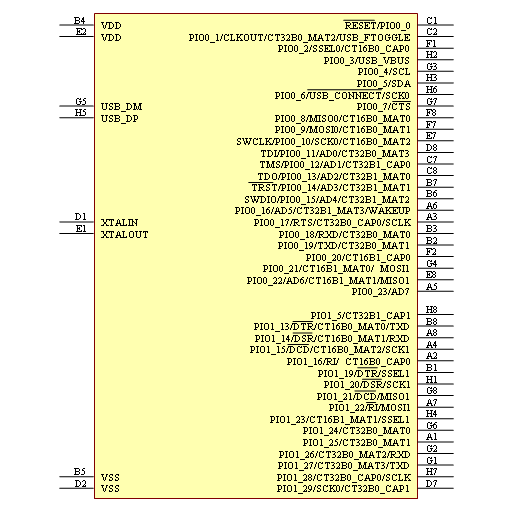 B4 VDD RESET/PIO0_0 C1
E2 VDD PIO0_1/CLKOUT/CT32B0_MAT2/USB_FTOGGLE C2
PIO0_2/SSEL0/CT16B0_CAP0 F1
PIO0_3/USB_VBUS H2
PIO0_4/SCL G3
PIO0_5/SDA H3
PIO0_6/USB_CONNECT/SCK0 H6
G5 USB_DM PIO0_7/CTS G7
H5 USB_DP PIO0_8/MISO0/CT16B0_MAT0 F8
PIO0_9/MOSI0/CT16B0_MAT1 F7
SWCLK/PIO0_10/SCK0/CT16B0_MAT2 E7
TDI/PIO0_11/AD0/CT32B0_MAT3 D8
TMS/PIO0_12/AD1/CT32B1_CAP0 C7
TDO/PIO0_13/AD2/CT32B1_MAT0 C8
TRST/PIO0_14/AD3/CT32B1_MAT1 B7
SWDIO/PIO0_15/AD4/CT32B1_MAT2 B6
PIO0_16/AD5/CT32B1_MAT3/WAKEUP A6
D1 XTALIN PIO0_17/RTS/CT32B0_CAP0/SCLK A3
E1 XTALOUT PIO0_18/RXD/CT32B0_MAT0 B3
PIO0_19/TXD/CT32B0_MAT1 B2
PIO0_20/CT16B1_CAP0 F2
PIO0_21/CT16B1_MAT0/ MOSI1 G4
PIO0_22/AD6/CT16B1_MAT1/MISO1 E8
PIO0_23/AD7 A5
PIO1_5/CT32B1_CAP1 H8
PIO1_13/DTR/CT16B0_MAT0/TXD B8
PIO1_14/DSR/CT16B0_MAT1/RXD A8
PIO1_15/DCD/CT16B0_MAT2/SCK1 A4
PIO1_16/RI/ CT16B0_CAP0 A2
PIO1_19/DTR/SSEL1 B1
PIO1_20/DSR/SCK1 H1
PIO1_21/DCD/MISO1 G8
PIO1_22/RI/MOSI1 A7
PIO1_23/CT16B1_MAT1/SSEL1 H4
PIO1_24/CT32B0_MAT0 G6
PIO1_25/CT32B0_MAT1 A1
PIO1_26/CT32B0_MAT2/RXD G2
PIO1_27/CT32B0_MAT3/TXD G1
B5 VSS PIO1_28/CT32B0_CAP0/SCLK H7
D2 VSS PIO1_29/SCK0/CT32B0_CAP1 D7